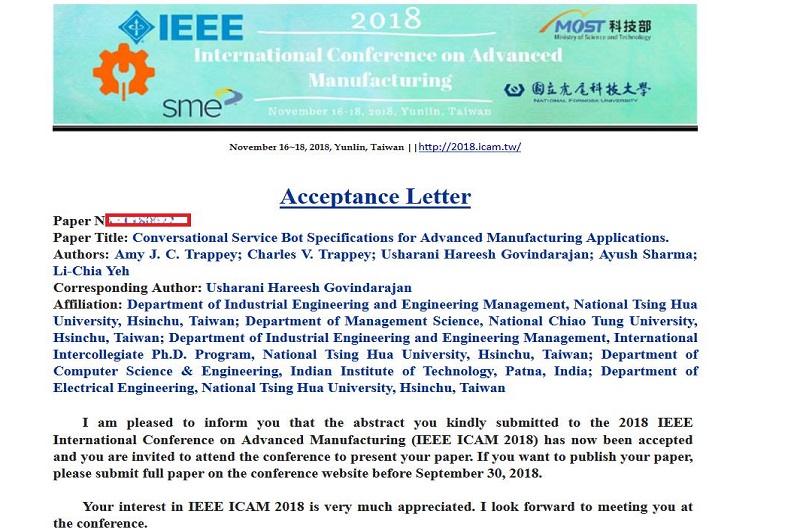 2018
IEEE
MOST 科技部
Ministry of Science and Technology
International Conference on Advanced
Manufacturing
sme
國立虎尾科技大學
NATIONAL FORMOSA UNIVERSITY
November 16-18, 2018, Yunlin, Taiwan
November 16~18, 2018, Yunlin, Taiwan ||http://2018.icam.tw/
Acceptance Letter
Paper N
Paper Title: Conversational Service Bot Specifications for Advanced Manufacturing Applications.
Authors: Amy J. C. Trappey; Charles V. Trappey; Usharani Hareesh Govindarajan; Ayush Sharma;
Li-Chia Yeh
Corresponding Author: Usharani Hareesh Govindarajan
Affiliation: Department of Industrial Engineering and Engineering Management, National Tsing Hua
University, Hsinchu, Taiwan; Department of Management Science, National Chiao Tung University,
Hsinchu, Taiwan; Department of Industrial Engineering and Engineering Management, International
Intercollegiate Ph.D. Program, National Tsing Hua University, Hsinchu, Taiwan; Department of
Computer Science & Engineering, Indian Institute of Technology, Patna, India; Department of
Electrical Engineering, National Tsing Hua University, Hsinchu, Taiwan
I am pleased to inform you that the abstract you kindly submitted to the 2018 IEEE
International Conference on Advanced Manufacturing (IEEE ICAM 2018) has now been accepted
and you are invited to attend the conference to present your paper. If you want to publish your paper,
please submit full paper on the conference website before September 30, 2018.
Your interest in IEEE ICAM 2018 is very much appreciated. I look forward to meeting you at
the conference.